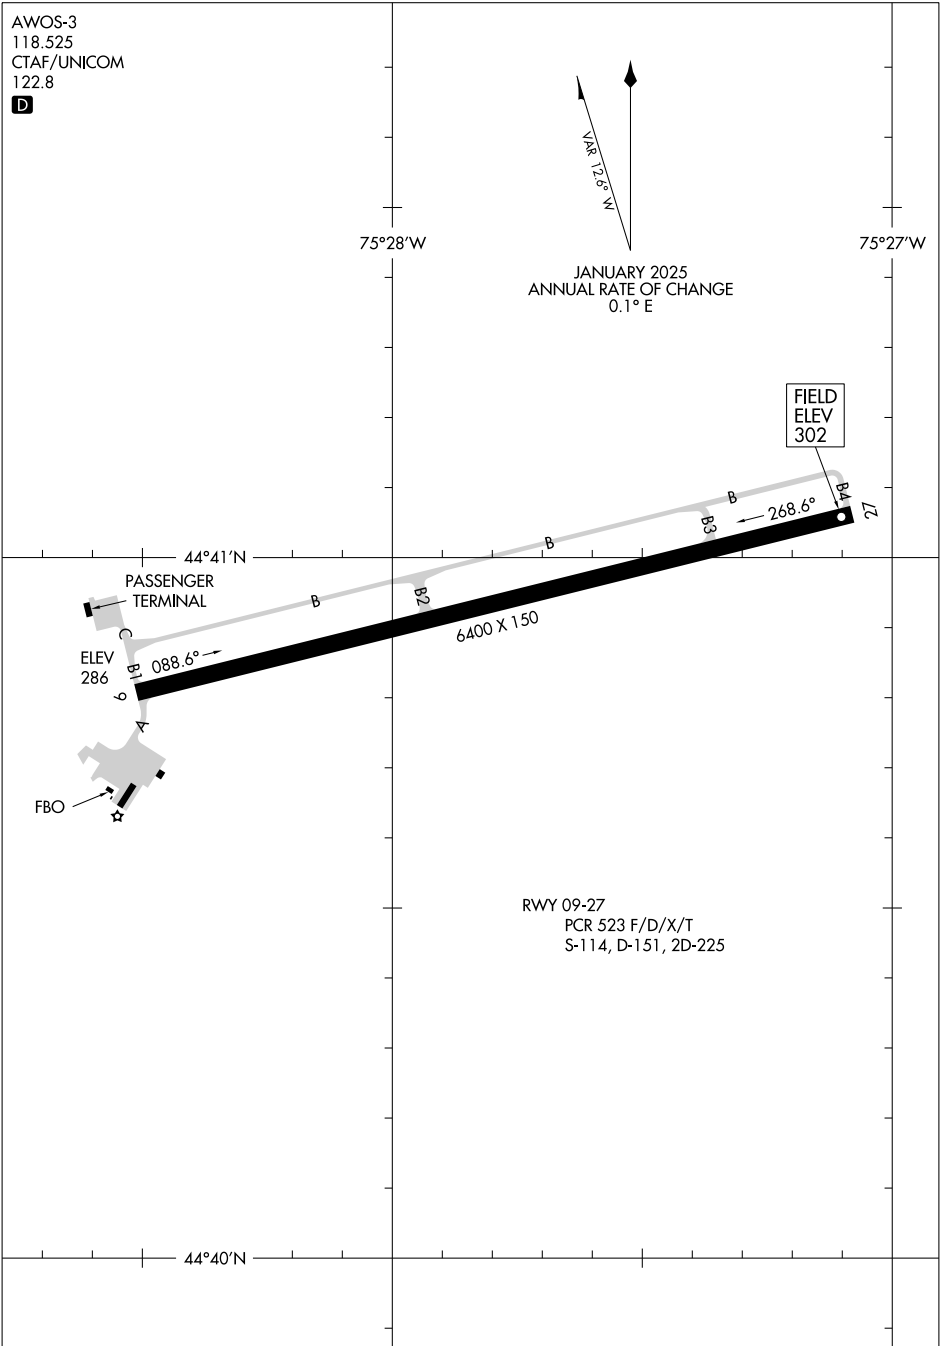 AWOS-3
118.525
CTAF/UNICOM
122.8
D
VAR 12.6° W
75°28'W
75°27'W
JANUARY 2025
ANNUAL RATE OF CHANGE
0.1° E
FIELD
ELEV
302
B4
27
B
268.6°
B3
B
44°41'N
PASSENGER
TERMINAL
B
B2
6400 X 150
C
ELEV
286
B1
088.6°
9
A
FBO
RWY 09-27
PCR 523 F/D/X/T
S-114, D-151, 2D-225
44°40'N